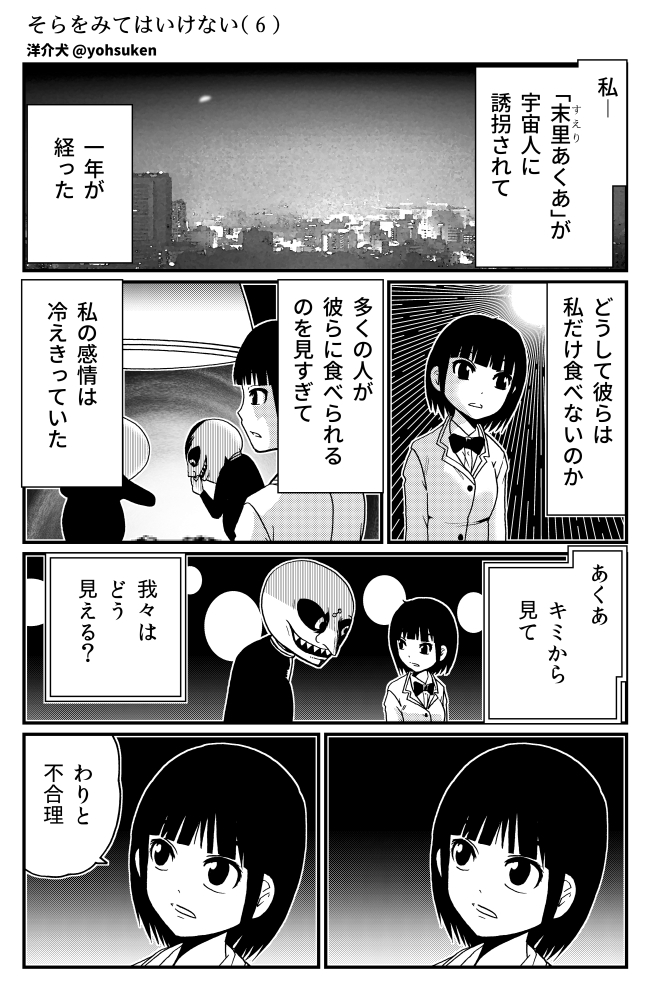 そらをみてはいけない(6)
洋介犬 @yohsuken
私―
「末里あくあ」が
すえり
宇宙人に
誘拐されて
一年が
経った
どうして彼らは
私だけ食べないのか
多くの人が
彼らに食べられる
のを見すぎて
私の感情は
冷えきっていた
あくあ
キミから
見て
我々は
どう
見える?
わりと
不合理